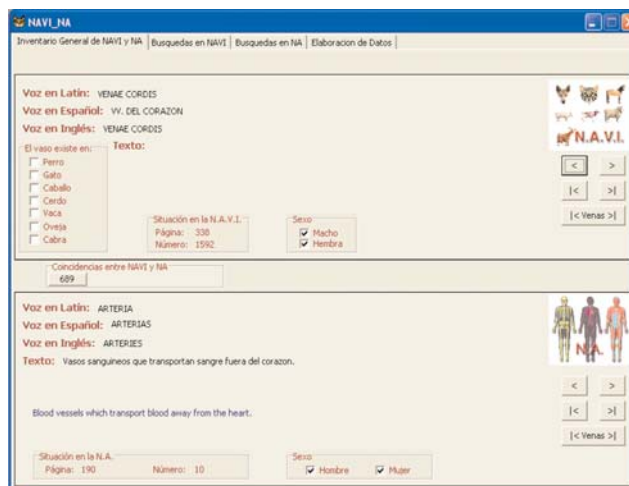 NAVI_NA
Inventario General de NAVI y NA | Busquedas en NAVI | Busquedas en NA | Elaboracion de Datos
Voz en Latín: VENAE CORDIS
Voz en Español: VV. DEL CORAZON
Voz en Inglés: VENAE CORDIS
El vaso existe en: Texto:
Perro
Gato
Caballo
Cerdo
Vaca
Oveja
Cabra
Situación en la N.A.V.I.
Página: 338
Número: 1592
Sexo
Macho
Hembra
N.A.V.I.
< >
|< >|
|< Venas >|
Coincidencias entre NAVI y NA
689
Voz en Latín: ARTERIA
Voz en Español: ARTERIAS
Voz en Inglés: ARTERIES
Texto: Vasos sanguineos que transportan sangre fuera del corazon.
Blood vessels which transport blood away from the heart.
Situación en la N.A.
Página: 190 Número: 10
Sexo
Hombre Mujer
N.A.
< >
|< >|
|< Venas >|